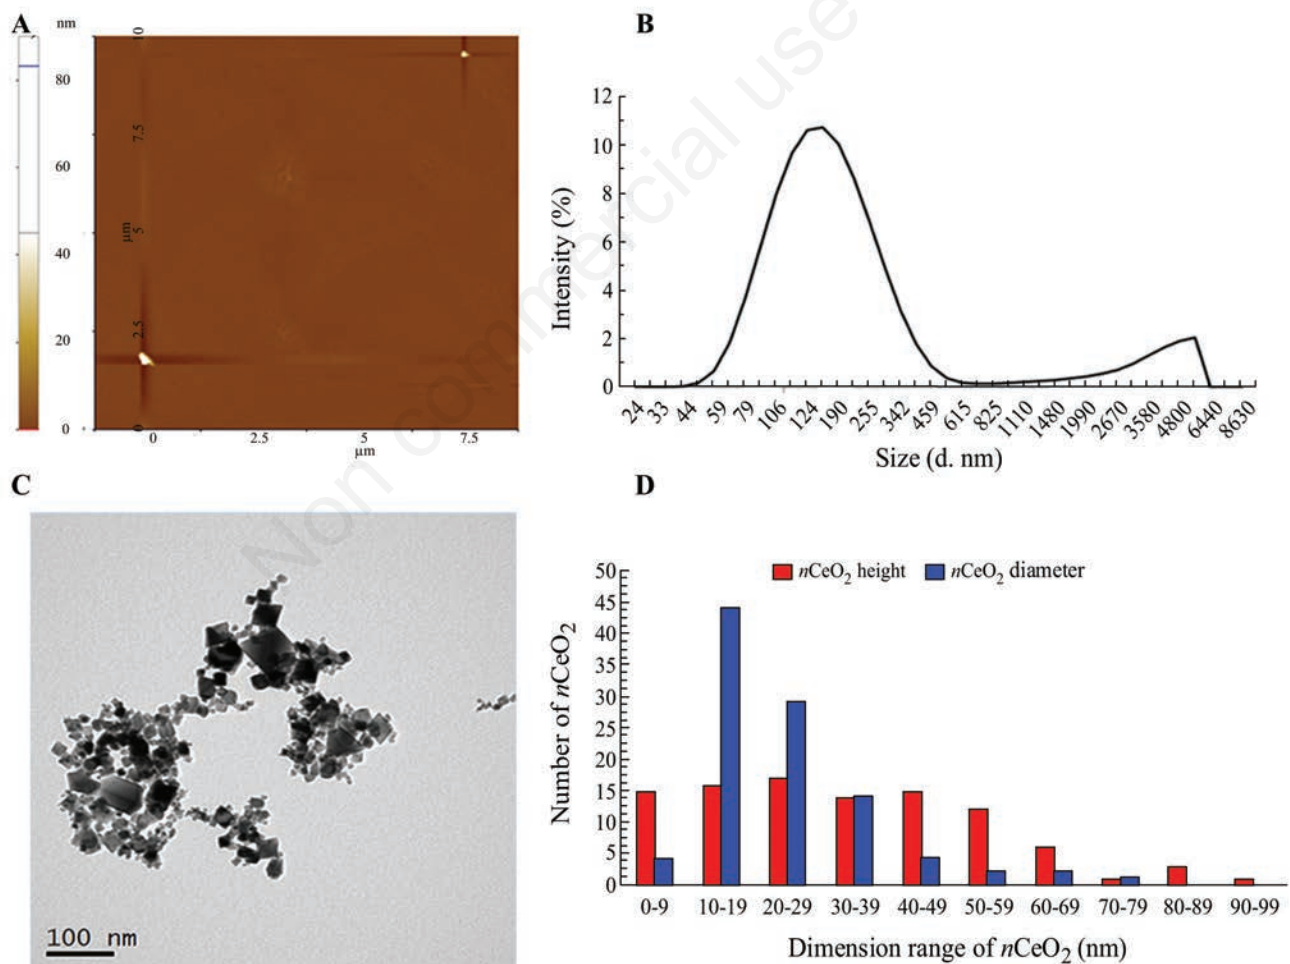 A
nm
80
60
40
20
0
10
7.5
µm
5
2.5
0
0 2.5 5 7.5
µm
B
12
10
8
6
4
2
0
Intensity (%)
24 33 44 59 79 106 124 190 255 342 459 615 825 1110 1480 1990 2670 3580 4800 6440 8630
Size (d. nm)
Non commercial use
C
100 nm
D
nCeO2 height nCeO2 diameter
50
45
40
35
30
25
20
15
10
5
0
Number of nCeO2
0-9 10-19 20-29 30-39 40-49 50-59 60-69 70-79 80-89 90-99
Dimension range of nCeO2 (nm)